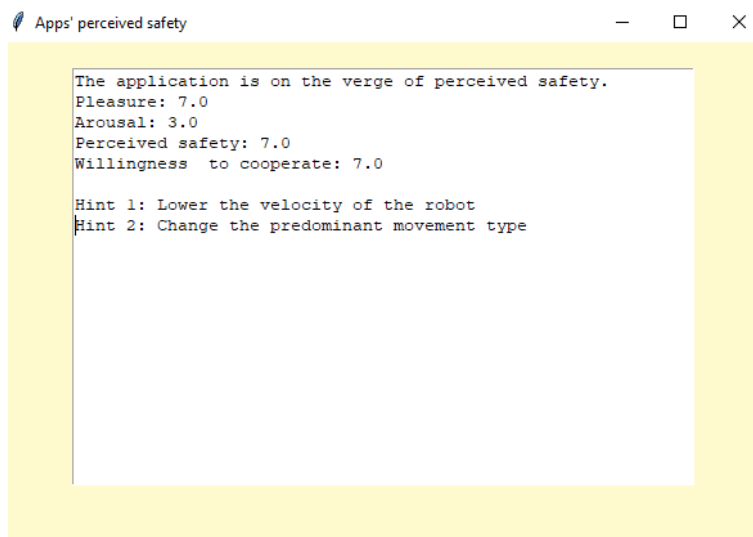 Apps' perceived safety
The application is on the verge of perceived safety.
Pleasure: 7.0
Arousal: 3.0
Perceived safety: 7.0
Willingness  to cooperate: 7.0
Hint 1: Lower the velocity of the robot
Hint 2: Change the predominant movement type